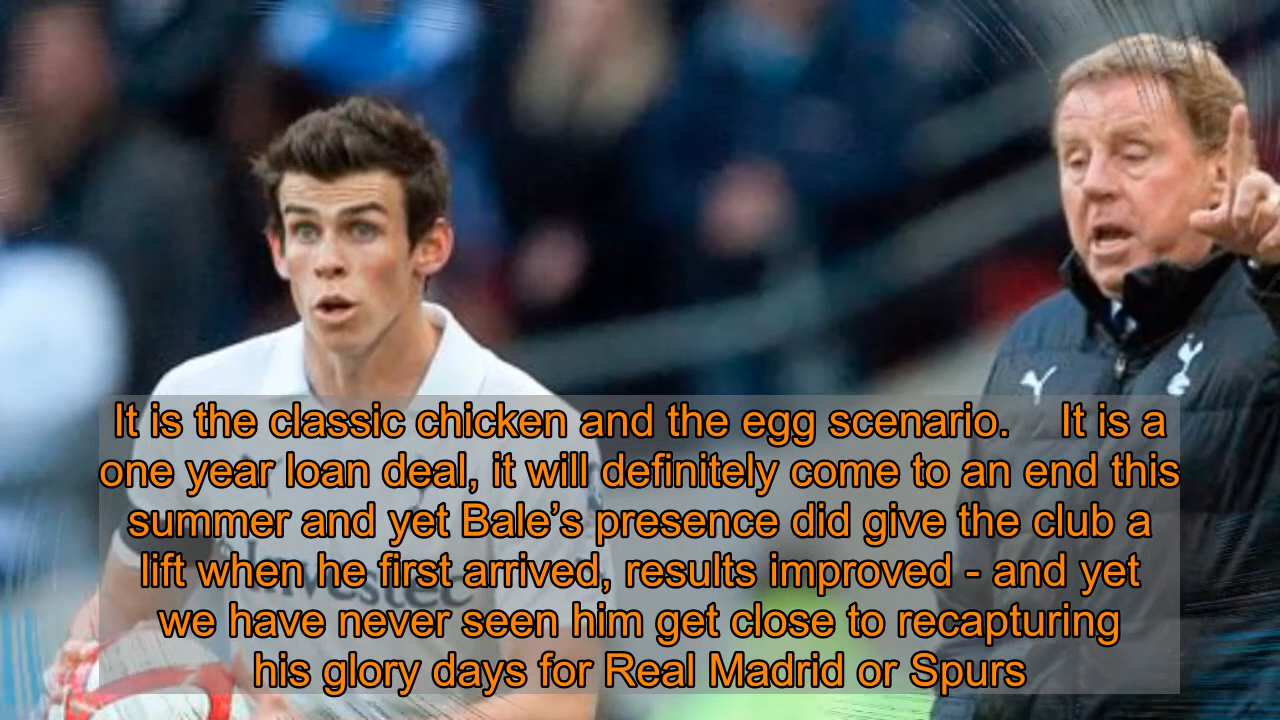 It is the classic chicken and the egg scenario.    It is a
one year loan deal, it will definitely come to an end this
summer and yet Bale’s presence did give the club a
lift when he first arrived, results improved - and yet
we have never seen him get close to recapturing
his glory days for Real Madrid or Spurs
Investec